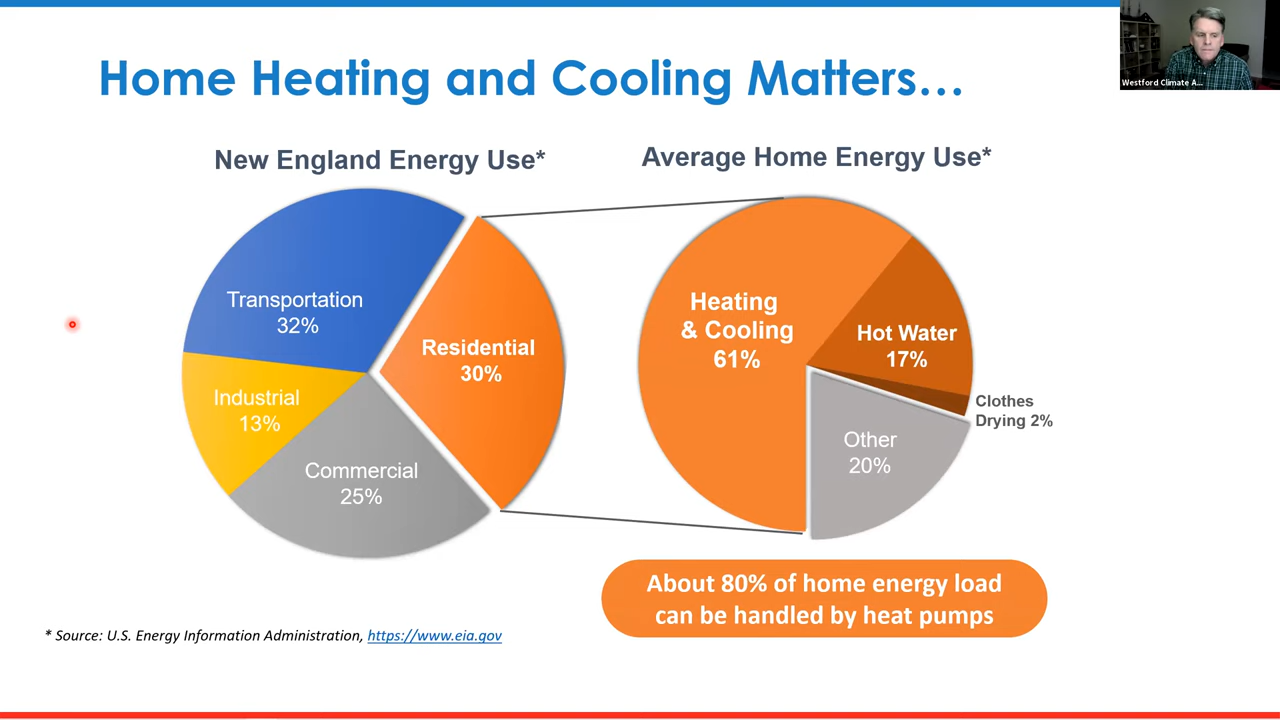 Home Heating and Cooling Matters...
Westford Climate A...
New England Energy Use*
Average Home Energy Use*
Transportation
32%
Residential
30%
Industrial
13%
Commercial
25%
Heating
& Cooling
61%
Hot Water
17%
Clothes
Drying 2%
Other
20%
About 80% of home energy load
can be handled by heat pumps
* Source: U.S. Energy Information Administration, https://www.eia.gov